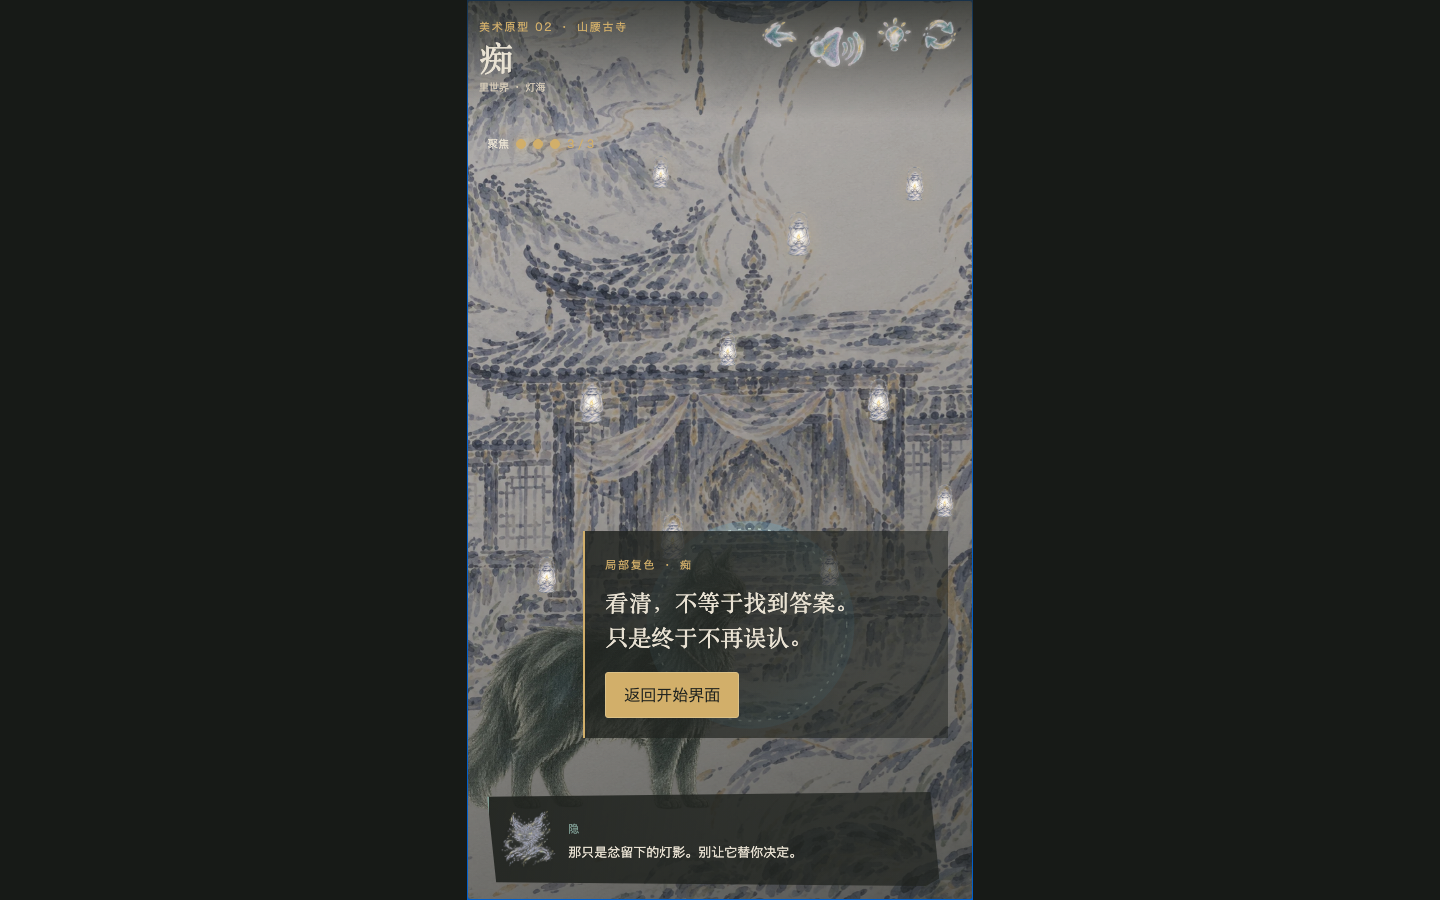 美术原型 02 · 山腰古寺
痴
里世界 · 灯海
聚焦
局部复色 · 痴
看清，不等于找到答案。
只是终于不再误认。
返回开始界面
隐
那只是忿留下的灯影。别让它替你决定。